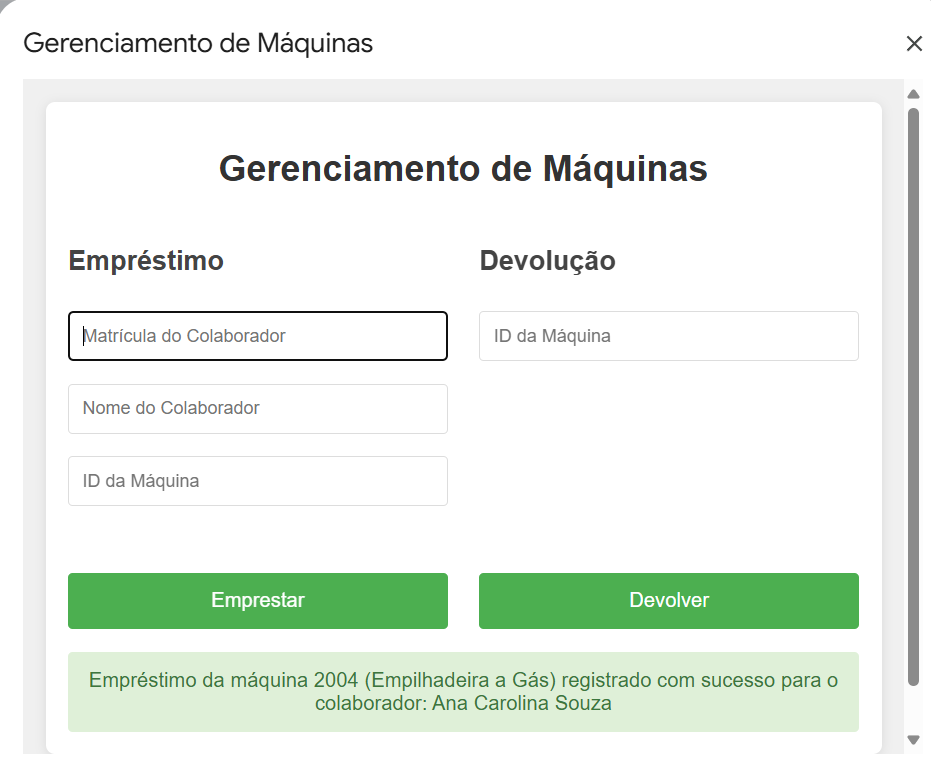 Gerenciamento de Máquinas
Gerenciamento de Máquinas
Empréstimo
Devolução
Matrícula do Colaborador
ID da Máquina
Nome do Colaborador
ID da Máquina
Emprestar
Devolver
Empréstimo da máquina 2004 (Empilhadeira a Gás) registrado com sucesso para o
colaborador: Ana Carolina Souza